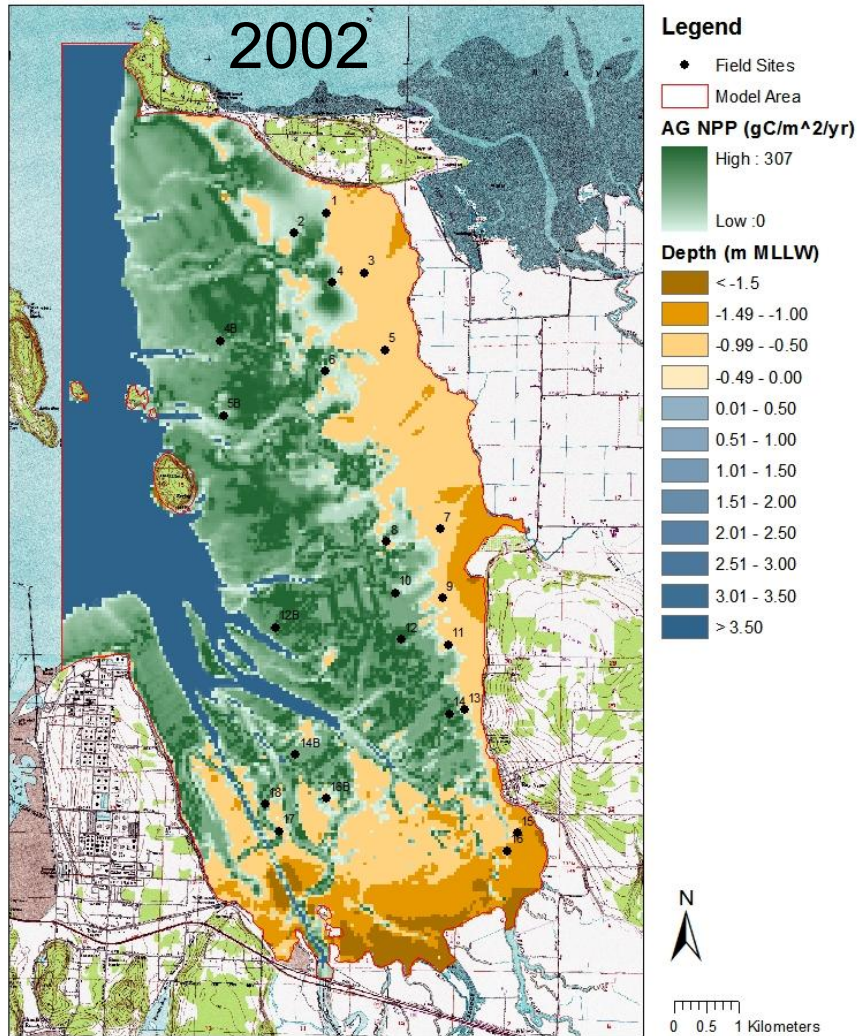 2002
1
2
3
4
4B
5
6
5B
7
8
10
9
12B
12
11
14
13
14B
18
16B
17
15
16
Legend
Field Sites
Model Area
AG NPP (gC/m^2/yr)
High : 307
Low :0
Depth (m MLLW)
< -1.5
-1.49 - -1.00
-0.99 - -0.50
-0.49 - 0.00
0.01 - 0.50
0.51 - 1.00
1.01 - 1.50
1.51 - 2.00
2.01 - 2.50
2.51 - 3.00
3.01 - 3.50
> 3.50
N
0 0.5 1 Kilometers